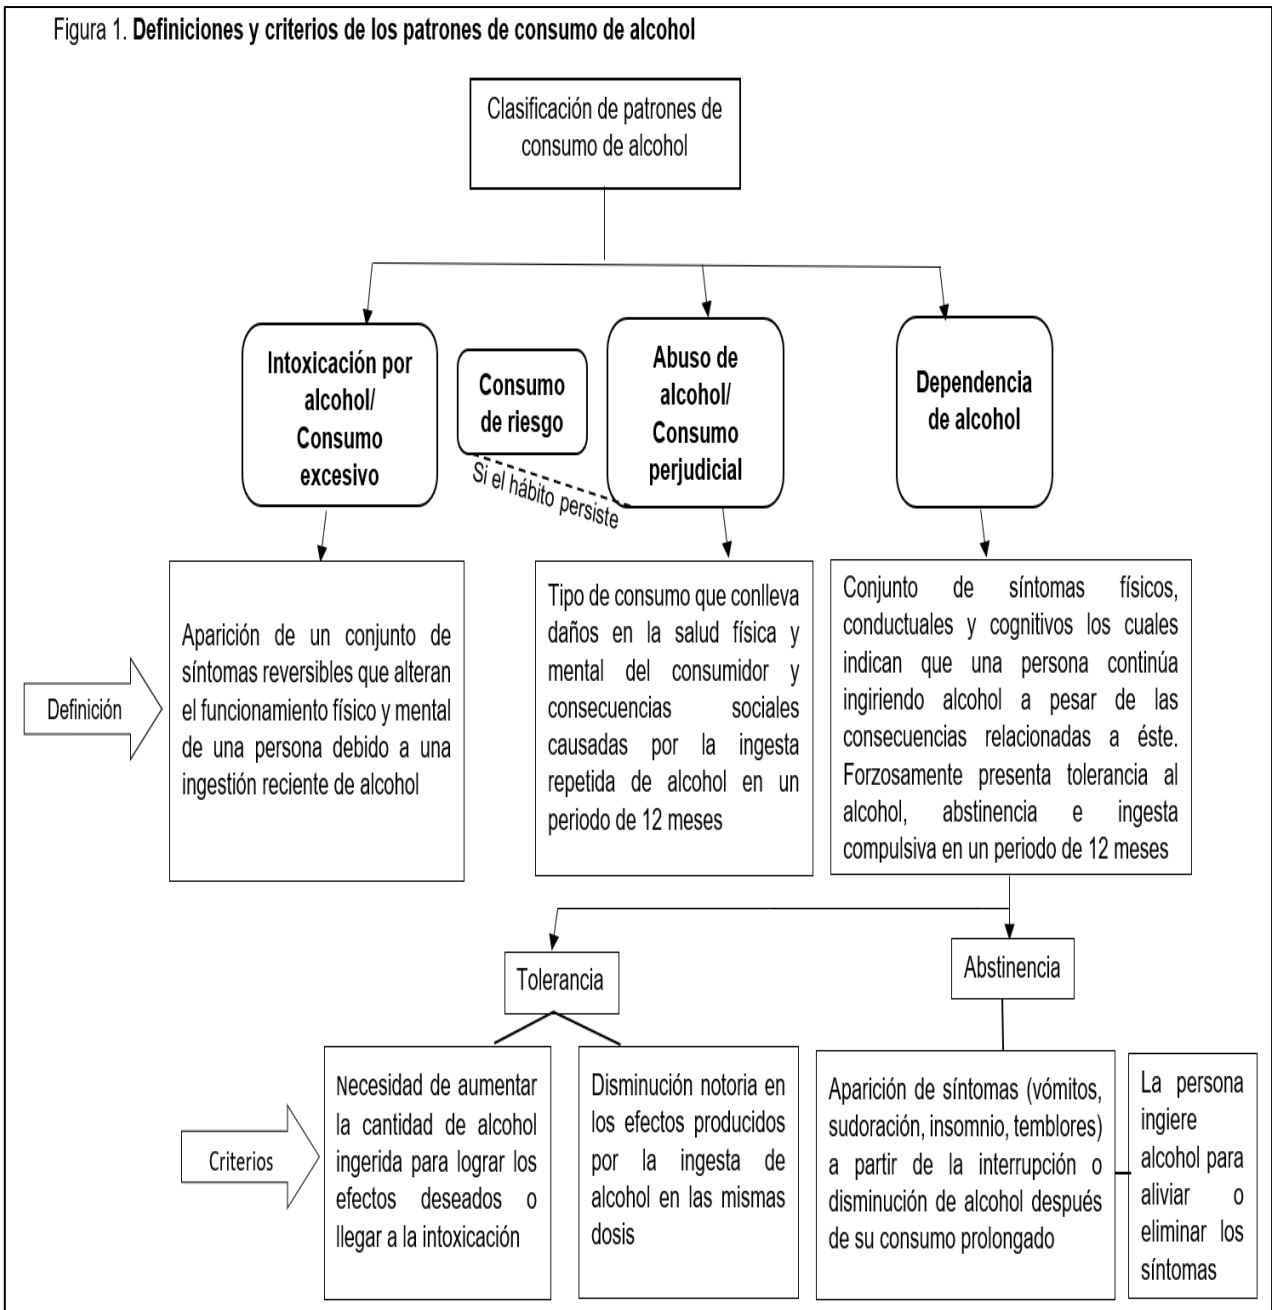 Figura 1. Definiciones y criterios de los patrones de consumo de alcohol
Clasificación de patrones de
consumo de alcohol
Intoxicación por
alcohol/
Consumo
excesivo
Consumo
de riesgo
Si el hábito persiste
Abuso de
alcohol/
Consumo
perjudicial
Dependencia
de alcohol
Definición
Aparición de un conjunto de
síntomas reversibles que alteran
el funcionamiento físico y mental
de una persona debido a una
ingestión reciente de alcohol
Tipo de consumo que conlleva
daños en la salud física y
mental del consumidor y
consecuencias sociales
causadas por la ingesta
repetida de alcohol en un
periodo de 12 meses
Conjunto de síntomas físicos,
conductuales y cognitivos los cuales
indican que una persona continúa
ingiriendo alcohol a pesar de las
consecuencias relacionadas a éste.
Forzosamente presenta tolerancia al
alcohol, abstinencia e ingesta
compulsiva en un periodo de 12 meses
Tolerancia
Abstinencia
Criterios
Necesidad de aumentar
la cantidad de alcohol
ingerida para lograr los
efectos deseados o
llegar a la intoxicación
Disminución notoria en
los efectos producidos
por la ingesta de
alcohol en las mismas
dosis
Aparición de síntomas (vómitos,
sudoración, insomnio, temblores)
a partir de la interrupción o
disminución de alcohol después
de su consumo prolongado
La persona
ingiere
alcohol para
aliviar o
eliminar los
síntomas